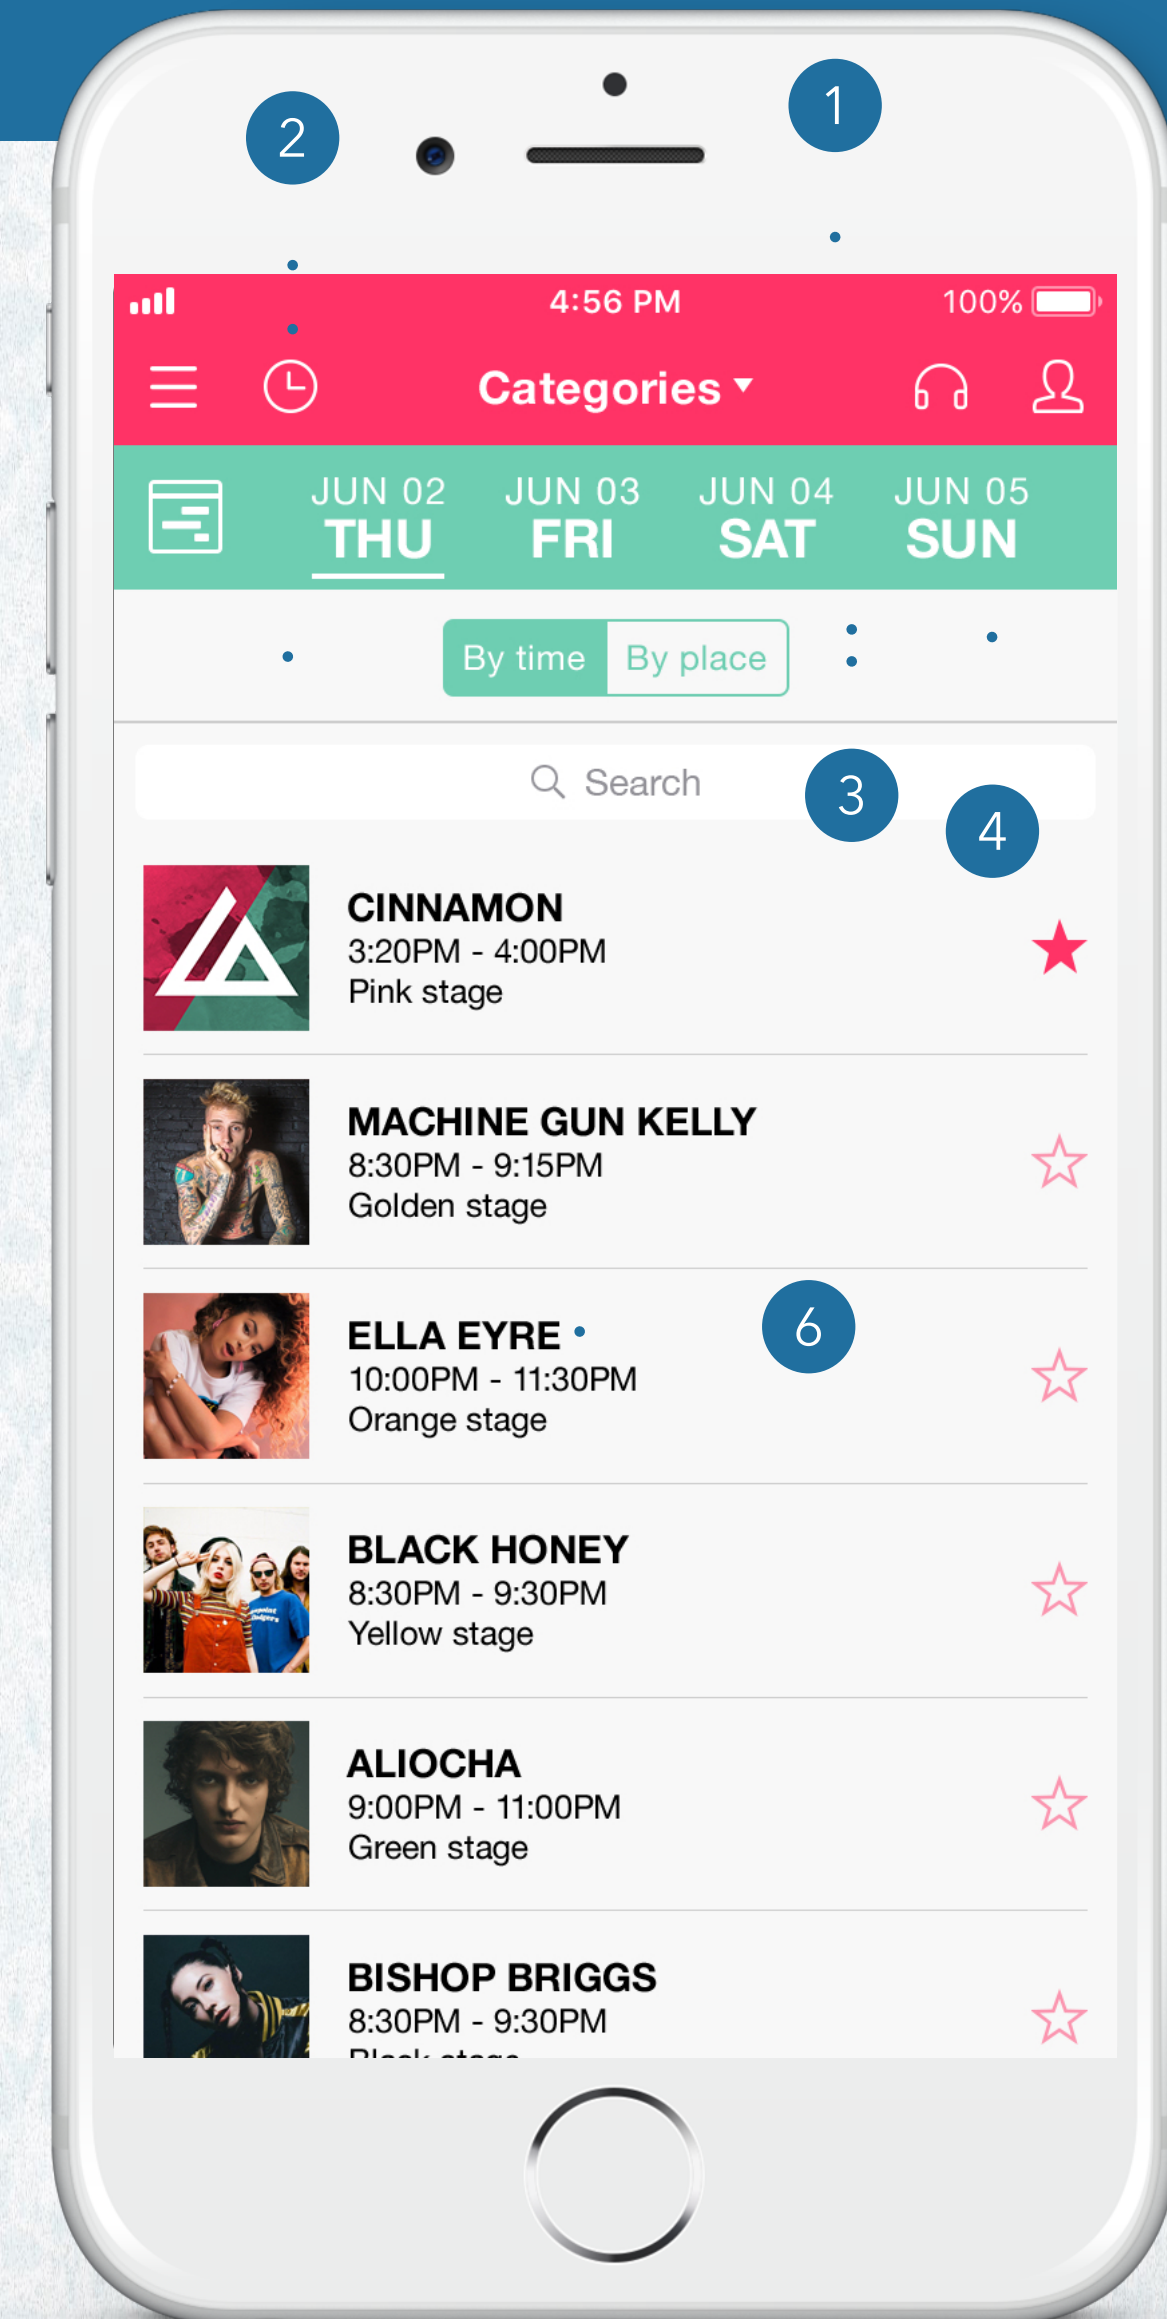 1
2
4:56 PM
100%
Categories
JUN 02 JUN 03 JUN 04 JUN 05
THU FRI SAT SUN
By time By place
Search
3
4
CINNAMON
3:20PM - 4:00PM
Pink stage
MACHINE GUN KELLY
8:30PM - 9:15PM
Golden stage
6
ELLA EYRE
10:00PM - 11:30PM
Orange stage
BLACK HONEY
8:30PM - 9:30PM
Yellow stage
ALIOCHA
9:00PM - 11:00PM
Green stage
BISHOP BRIGGS
8:30PM - 9:30PM
Black stage